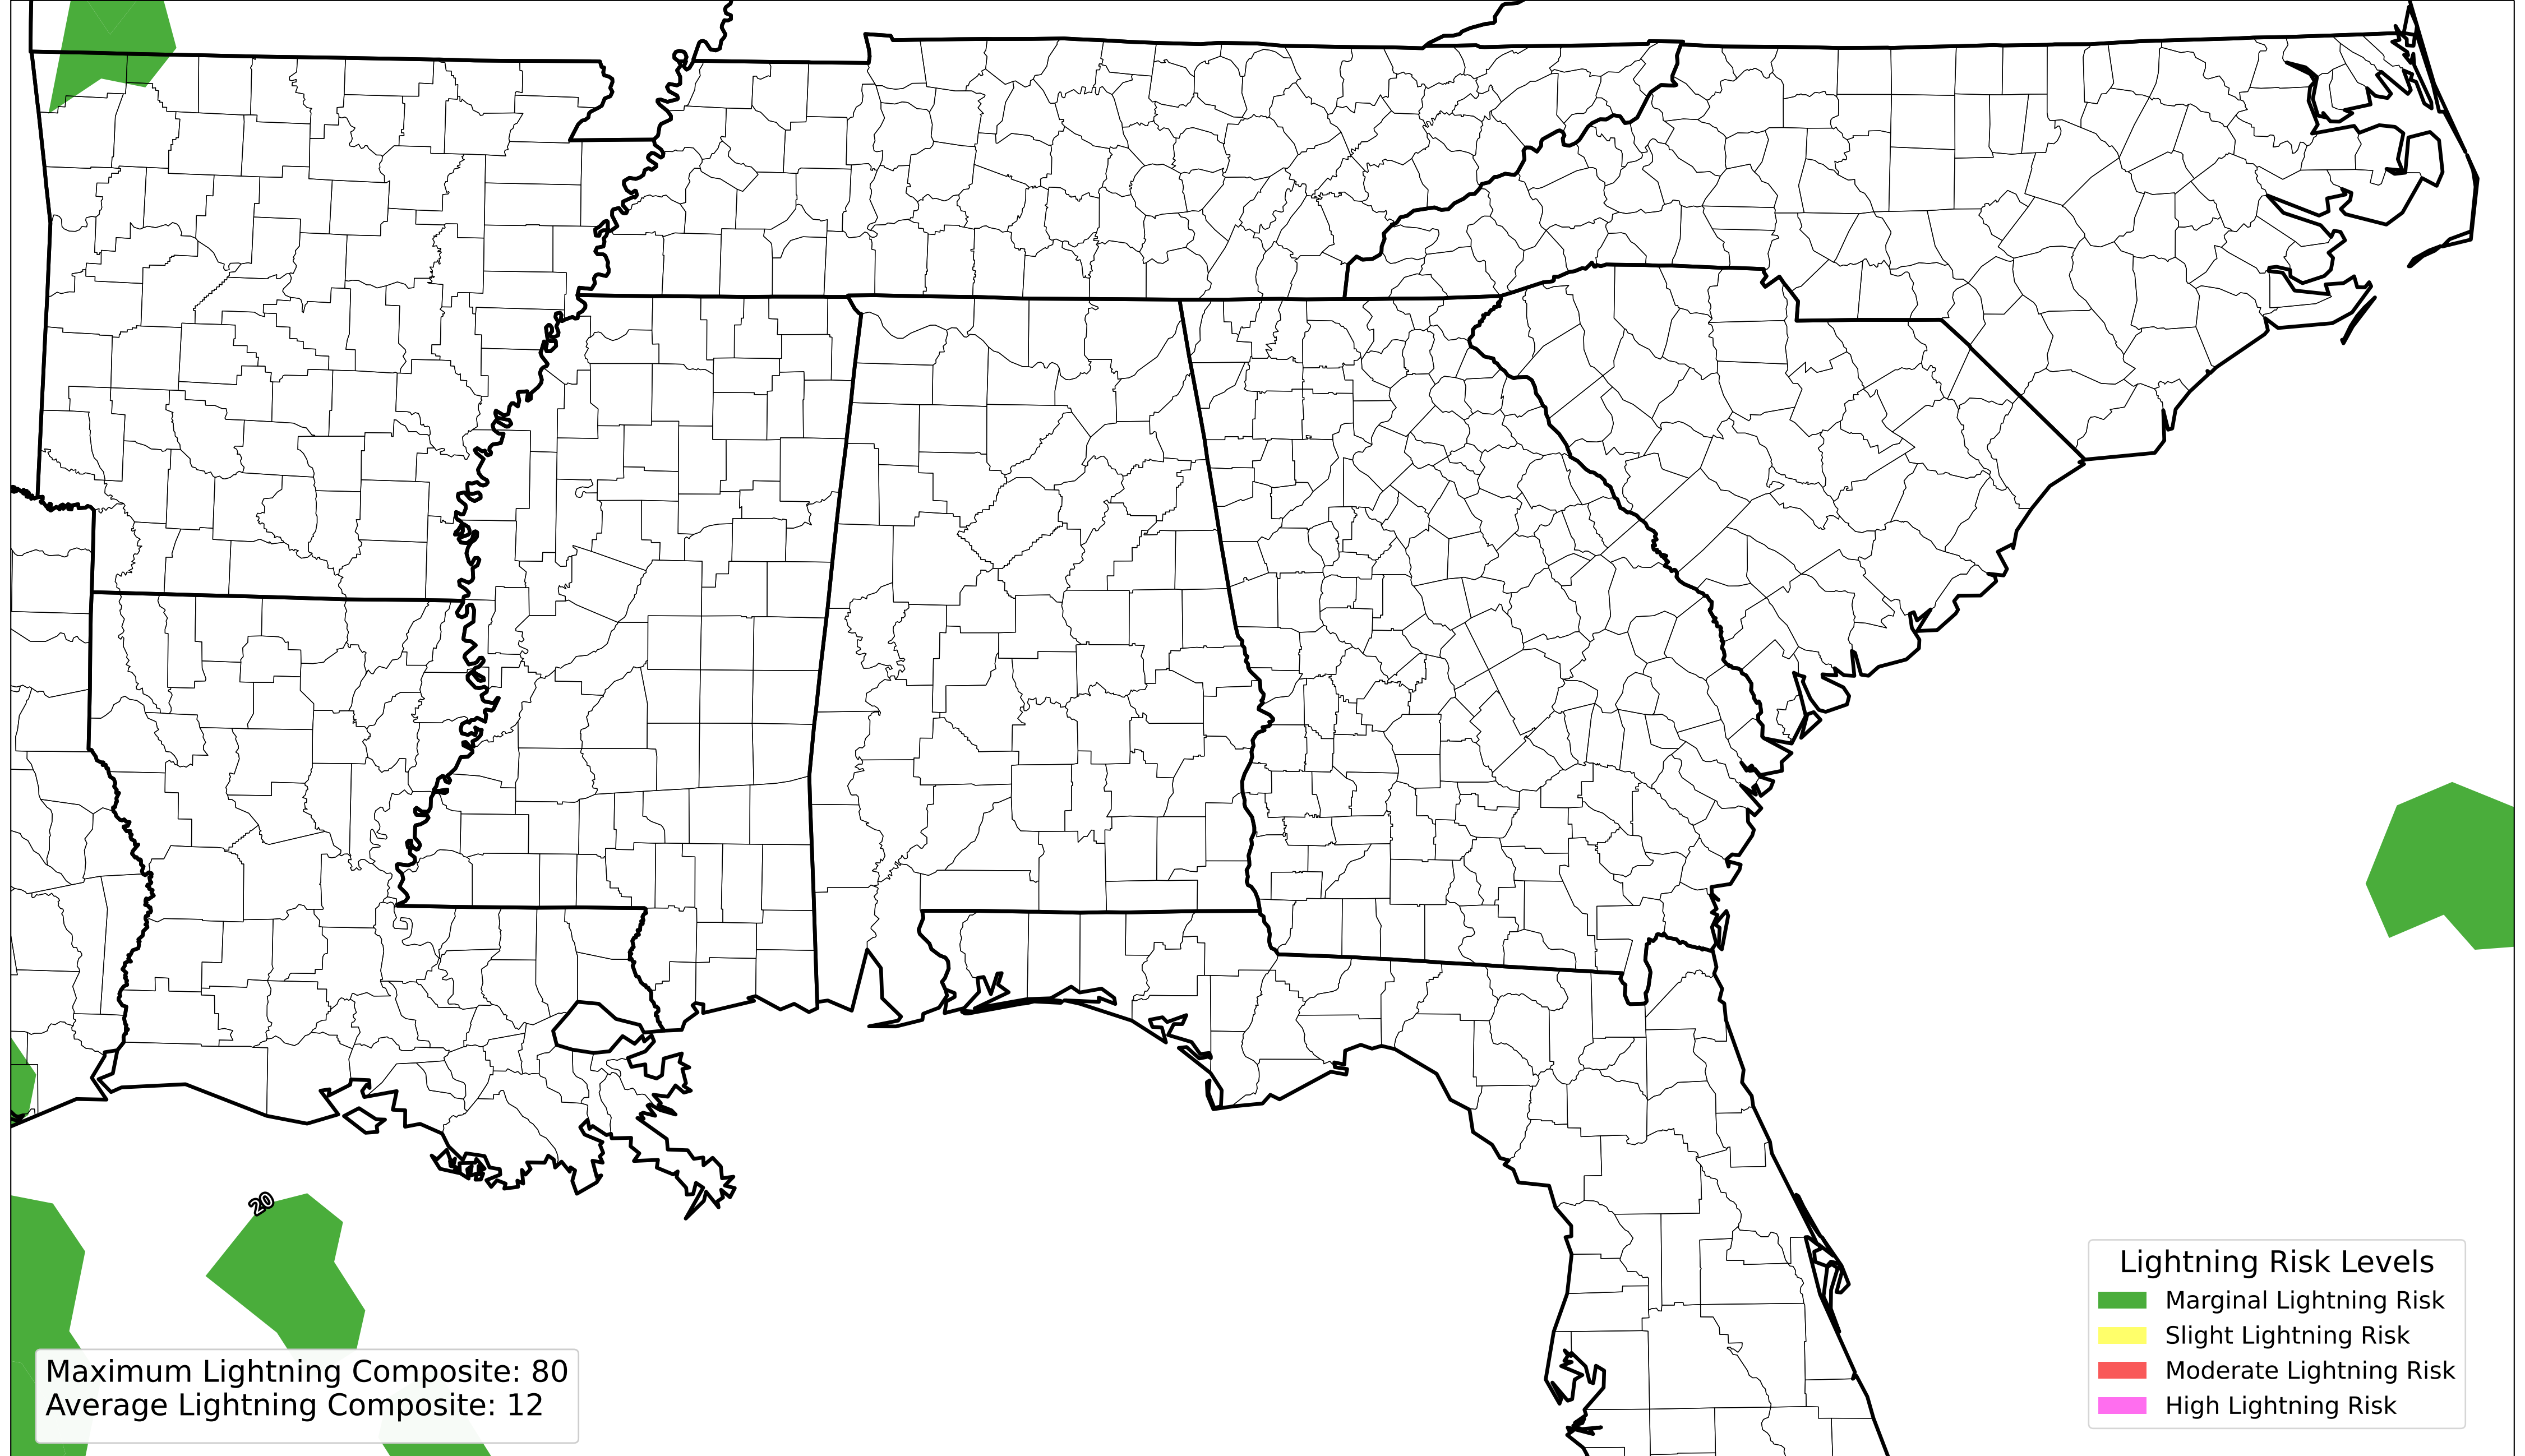 20
Maximum Lightning Composite: 80
Average Lightning Composite: 12
Lightning Risk Levels
Marginal Lightning Risk
Slight Lightning Risk
Moderate Lightning Risk
High Lightning Risk